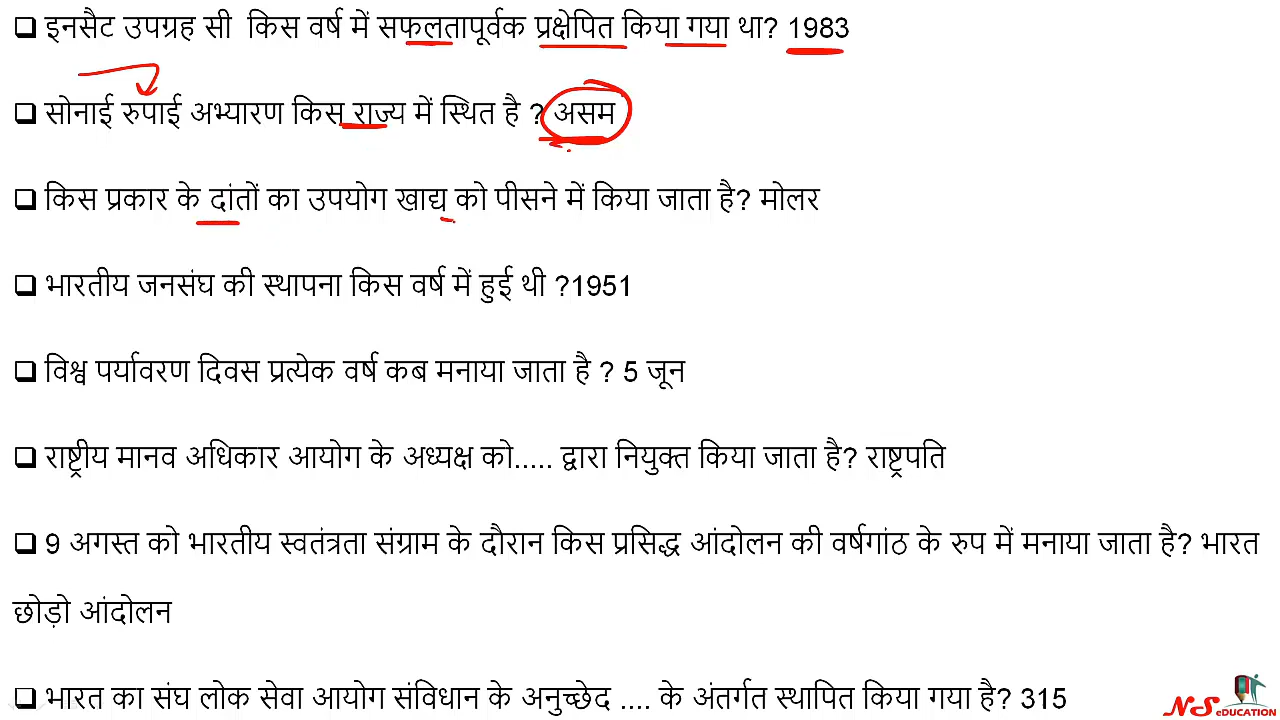 ❑ इनसैट उपग्रह सी किस वर्ष में सफलतापूर्वक प्रक्षेपित किया गया था? 1983
❑ सोनाई रुपाई अभ्यारण किस राज्य में स्थित है ? असम
❑ किस प्रकार के दांतों का उपयोग खाद्य को पीसने में किया जाता है? मोलर
❑ भारतीय जनसंघ की स्थापना किस वर्ष में हुई थी ?1951
❑ विश्व पर्यावरण दिवस प्रत्येक वर्ष कब मनाया जाता है ? 5 जून
❑ राष्ट्रीय मानव अधिकार आयोग के अध्यक्ष को..... द्वारा नियुक्त किया जाता है? राष्ट्रपति
❑ 9 अगस्त को भारतीय स्वतंत्रता संग्राम के दौरान किस प्रसिद्ध आंदोलन की वर्षगांठ के रुप में मनाया जाता है? भारत
छोड़ो आंदोलन
❑ भारत का संघ लोक सेवा आयोग संविधान के अनुच्छेद .... के अंतर्गत स्थापित किया गया है? 315
NS eDUCATION